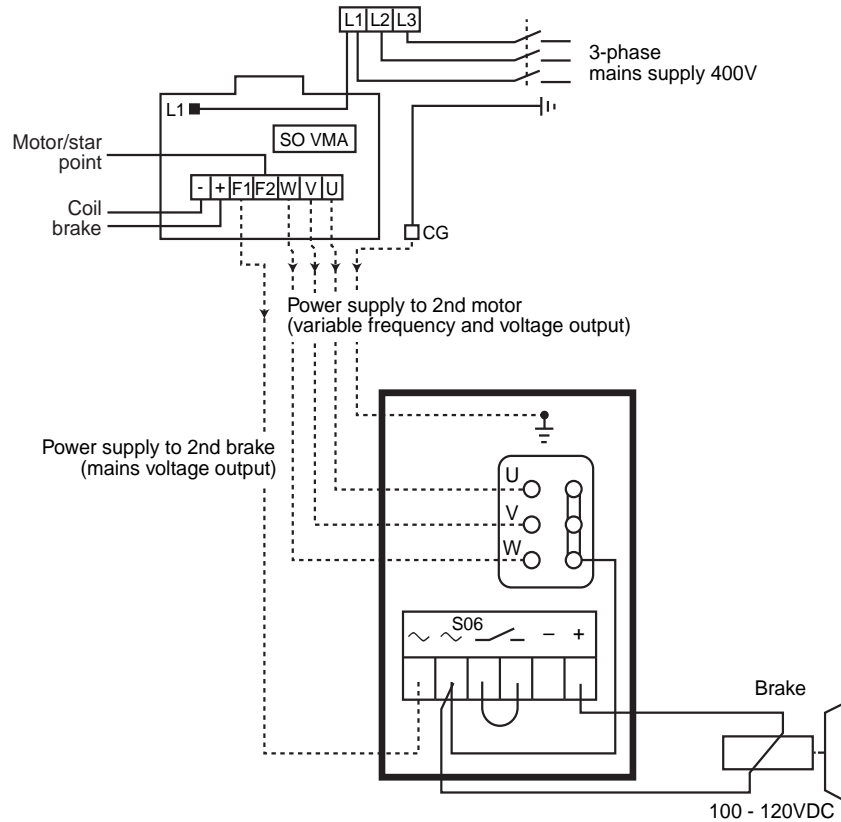 L1 L2 L3
3-phase
mains supply 400V
L1
SO VMA
Motor/star
point
- + F1 F2 W V U
Coil
brake
CG
Power supply to 2nd motor
(variable frequency and voltage output)
Power supply to 2nd brake
(mains voltage output)
U
V
W
S06
− +
Brake
100 - 120VDC